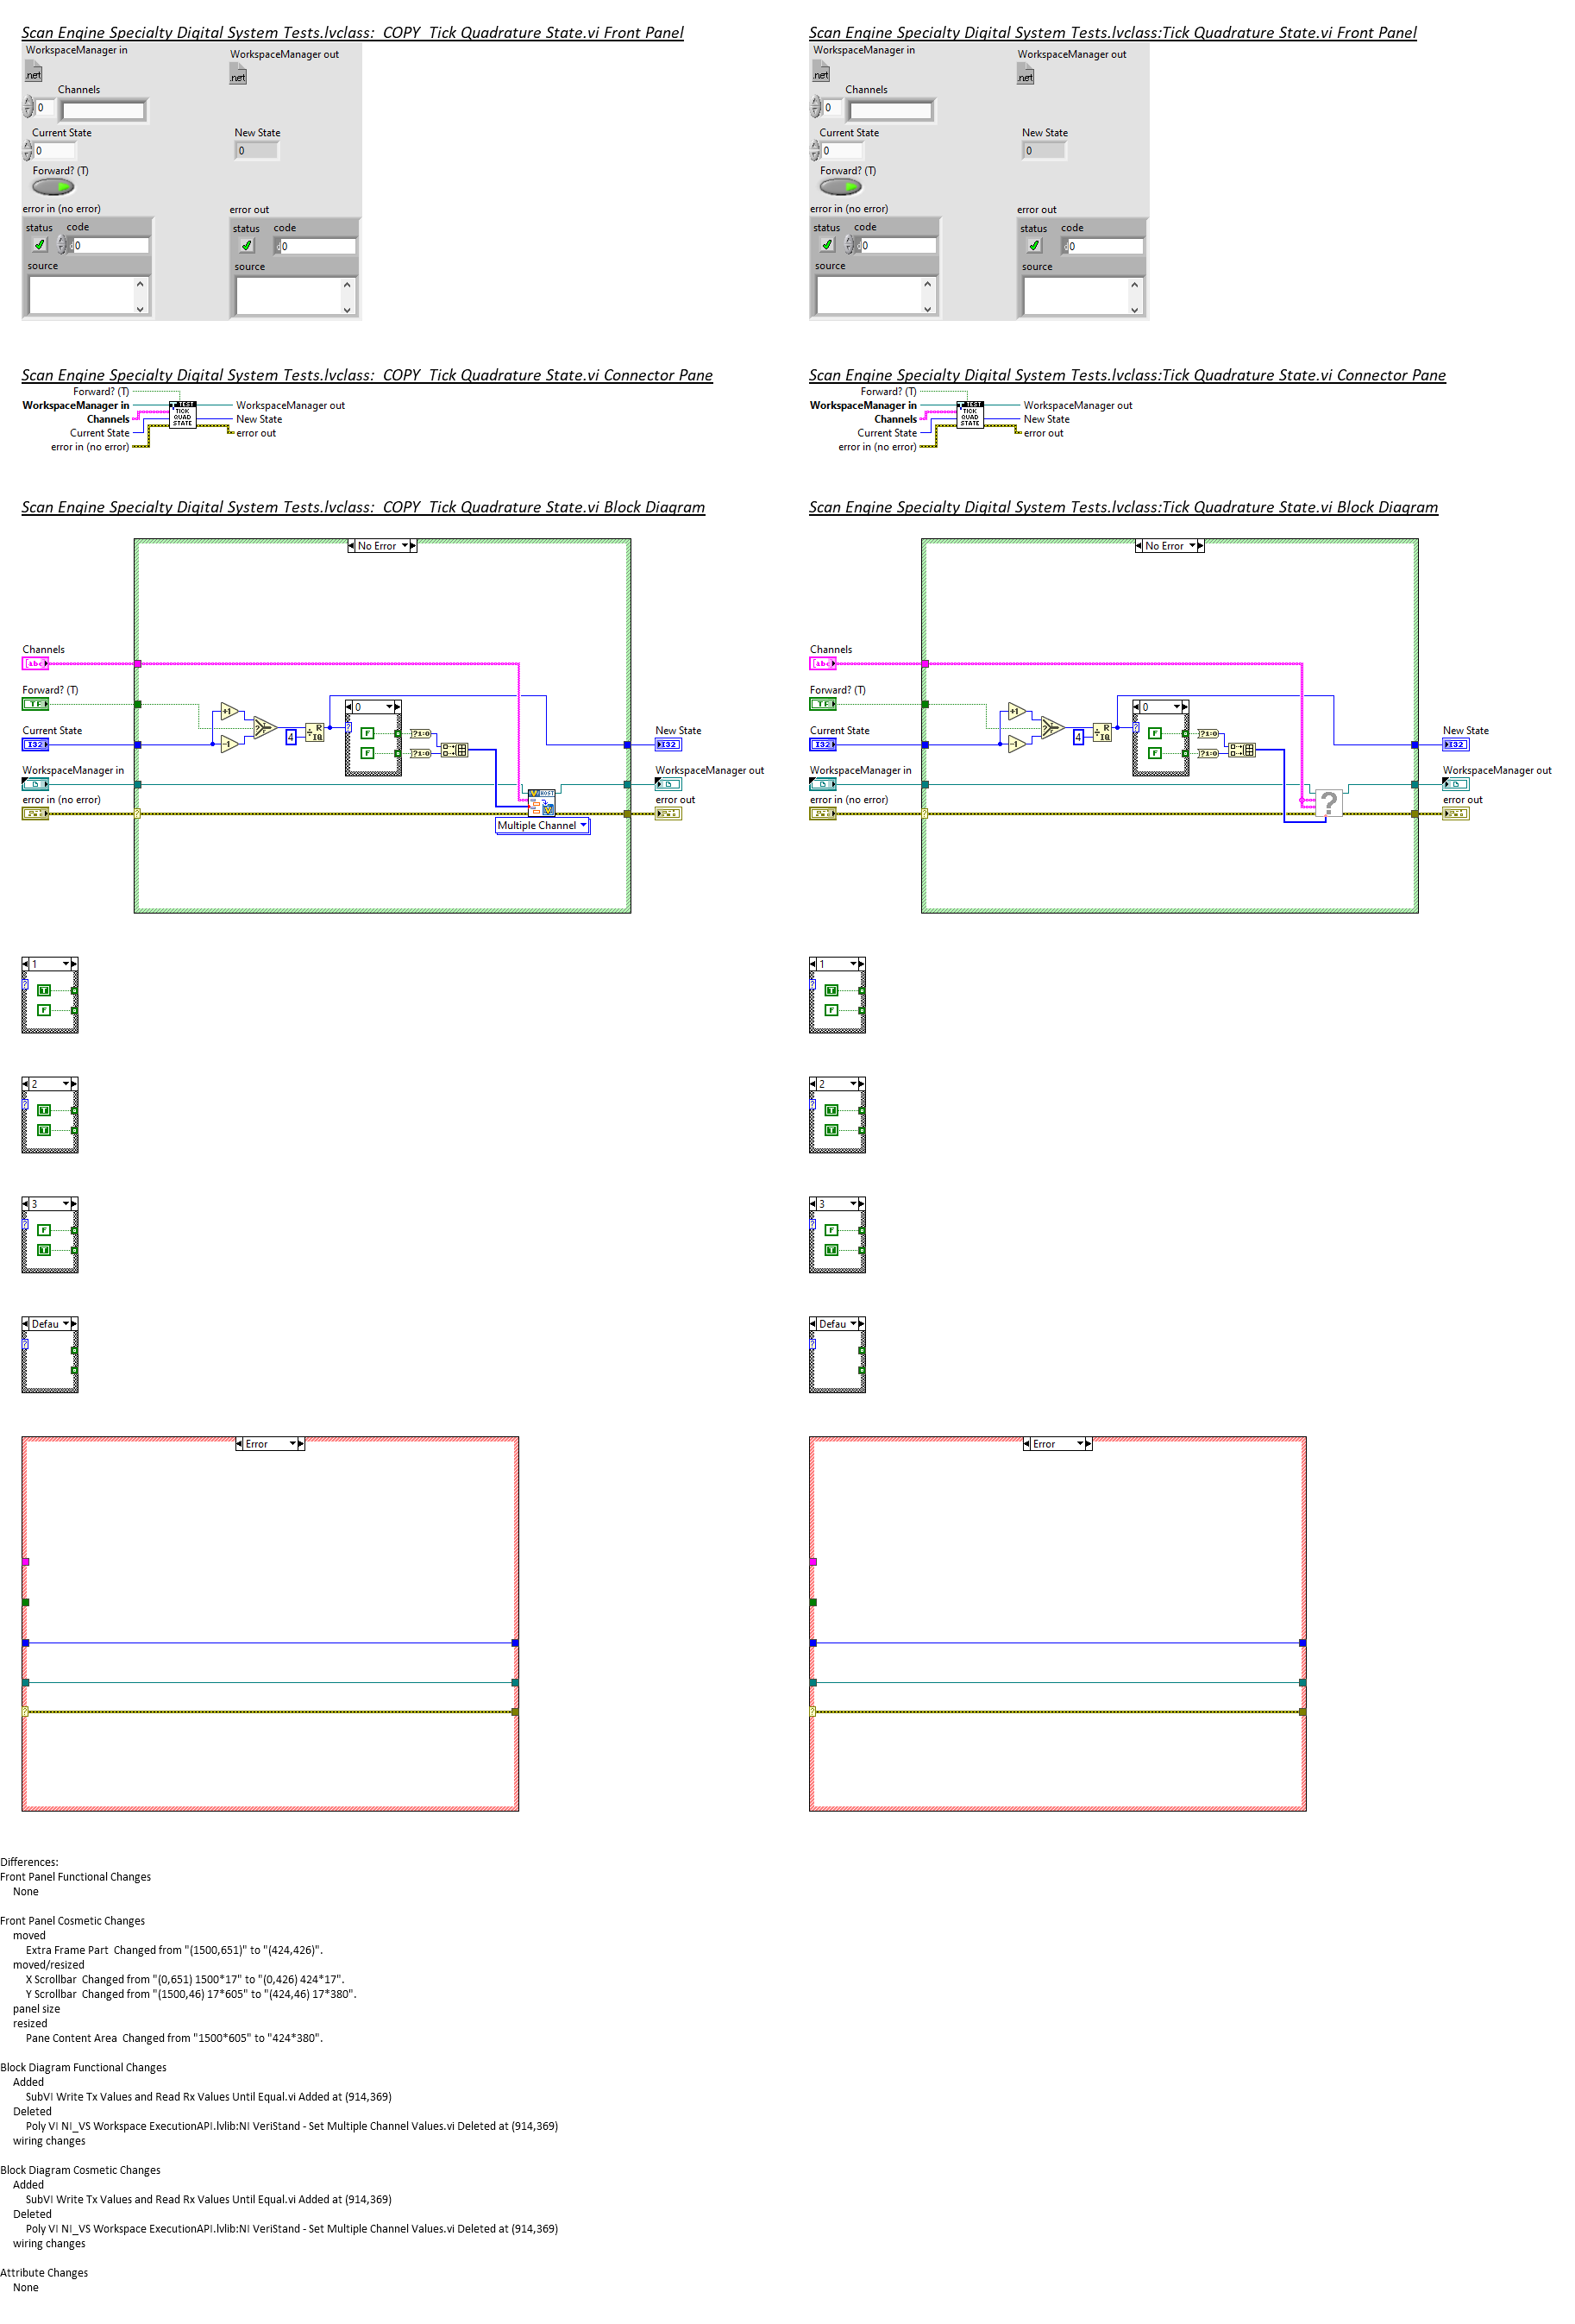 Scan Engine Specialty Digital System Tests.lvclass:  COPY  Tick Quadrature State.vi Front Panel
WorkspaceManager in
WorkspaceManager out
.net
.net
Channels
0
Current State
New State
0
0
Forward? (T)
error in (no error)
error out
status code
status code
0
0
source
source
Scan Engine Specialty Digital System Tests.lvclass:Tick Quadrature State.vi Front Panel
WorkspaceManager in
WorkspaceManager out
.net
.net
Channels
0
Current State
New State
0
0
Forward? (T)
error in (no error)
error out
status code
status code
0
0
source
source
Scan Engine Specialty Digital System Tests.lvclass:  COPY  Tick Quadrature State.vi Connector Pane
Forward? (T)
WorkspaceManager in
WorkspaceManager out
Channels
New State
Current State
error out
error in (no error)
TEST
TICK
QUAD
STATE
Scan Engine Specialty Digital System Tests.lvclass:Tick Quadrature State.vi Connector Pane
Forward? (T)
WorkspaceManager in
WorkspaceManager out
Channels
New State
Current State
error out
error in (no error)
TEST
TICK
QUAD
STATE
Scan Engine Specialty Digital System Tests.lvclass:  COPY  Tick Quadrature State.vi Block Diagram
No Error
Channels
[abc]
Forward? (T)
TF
0
+1
-1
R
IQ
4
?
F
F
?1:0
?1:0
Current State
I32
New State
I32
WorkspaceManager in
WorkspaceManager out
error in (no error)
error out
?
HOST
Multiple Channel
Scan Engine Specialty Digital System Tests.lvclass:Tick Quadrature State.vi Block Diagram
No Error
Channels
[abc]
Forward? (T)
TF
0
+1
-1
R
IQ
4
?
F
F
?1:0
?1:0
Current State
I32
New State
I32
WorkspaceManager in
WorkspaceManager out
error in (no error)
error out
?
?
1
?
T
F
1
?
T
F
2
?
T
T
2
?
T
T
3
?
F
T
3
?
F
T
Defau
?
Defau
?
Error
?
Error
?
Differences:
Front Panel Functional Changes
None
Front Panel Cosmetic Changes
moved
Extra Frame Part  Changed from "(1500,651)" to "(424,426)".
moved/resized
X Scrollbar  Changed from "(0,651) 1500*17" to "(0,426) 424*17".
Y Scrollbar  Changed from "(1500,46) 17*605" to "(424,46) 17*380".
panel size
resized
Pane Content Area  Changed from "1500*605" to "424*380".
Block Diagram Functional Changes
Added
SubVI Write Tx Values and Read Rx Values Until Equal.vi Added at (914,369)
Deleted
Poly VI NI_VS Workspace ExecutionAPI.lvlib:NI VeriStand - Set Multiple Channel Values.vi Deleted at (914,369)
wiring changes
Block Diagram Cosmetic Changes
Added
SubVI Write Tx Values and Read Rx Values Until Equal.vi Added at (914,369)
Deleted
Poly VI NI_VS Workspace ExecutionAPI.lvlib:NI VeriStand - Set Multiple Channel Values.vi Deleted at (914,369)
wiring changes
Attribute Changes
None